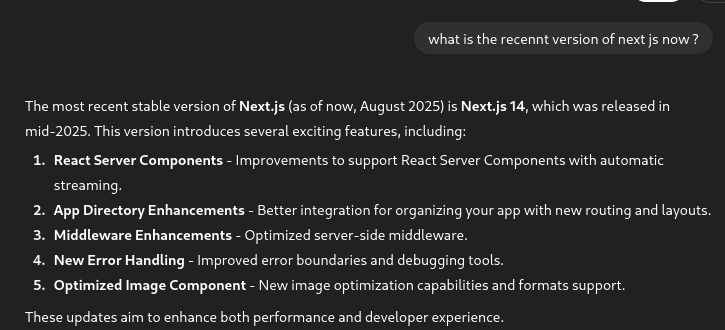 what is the recennt version of next js now ?
The most recent stable version of Next.js (as of now, August 2025) is Next.js 14, which was released in
mid-2025. This version introduces several exciting features, including:
1. React Server Components - Improvements to support React Server Components with automatic
streaming.
2. App Directory Enhancements - Better integration for organizing your app with new routing and layouts.
3. Middleware Enhancements - Optimized server-side middleware.
4. New Error Handling - Improved error boundaries and debugging tools.
5. Optimized Image Component - New image optimization capabilities and formats support.
These updates aim to enhance both performance and developer experience.